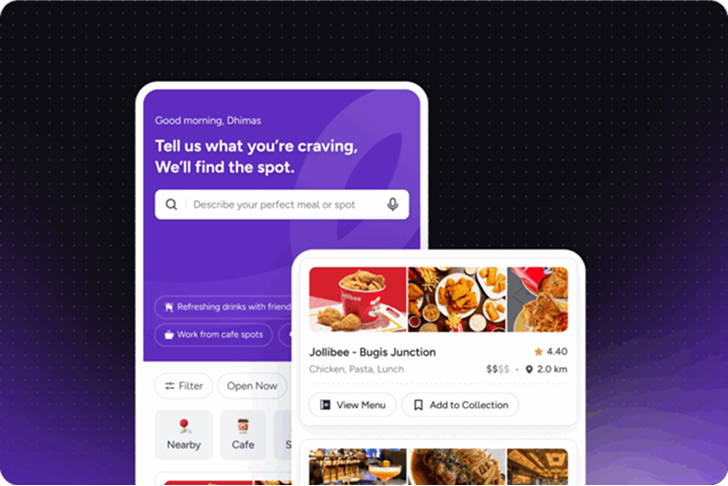 Good morning, Dhimas
Tell us what you're craving,
We'll find the spot.
Describe your perfect meal or spot
Refreshing drinks with friend
Work from cafe spots
Filter
Open Now
Nearby
Cafe
S
Jollibee
Jollibee - Bugis Junction
4.40
Chicken, Pasta, Lunch
$$$$ • 2.0 km
View Menu
Add to Collection